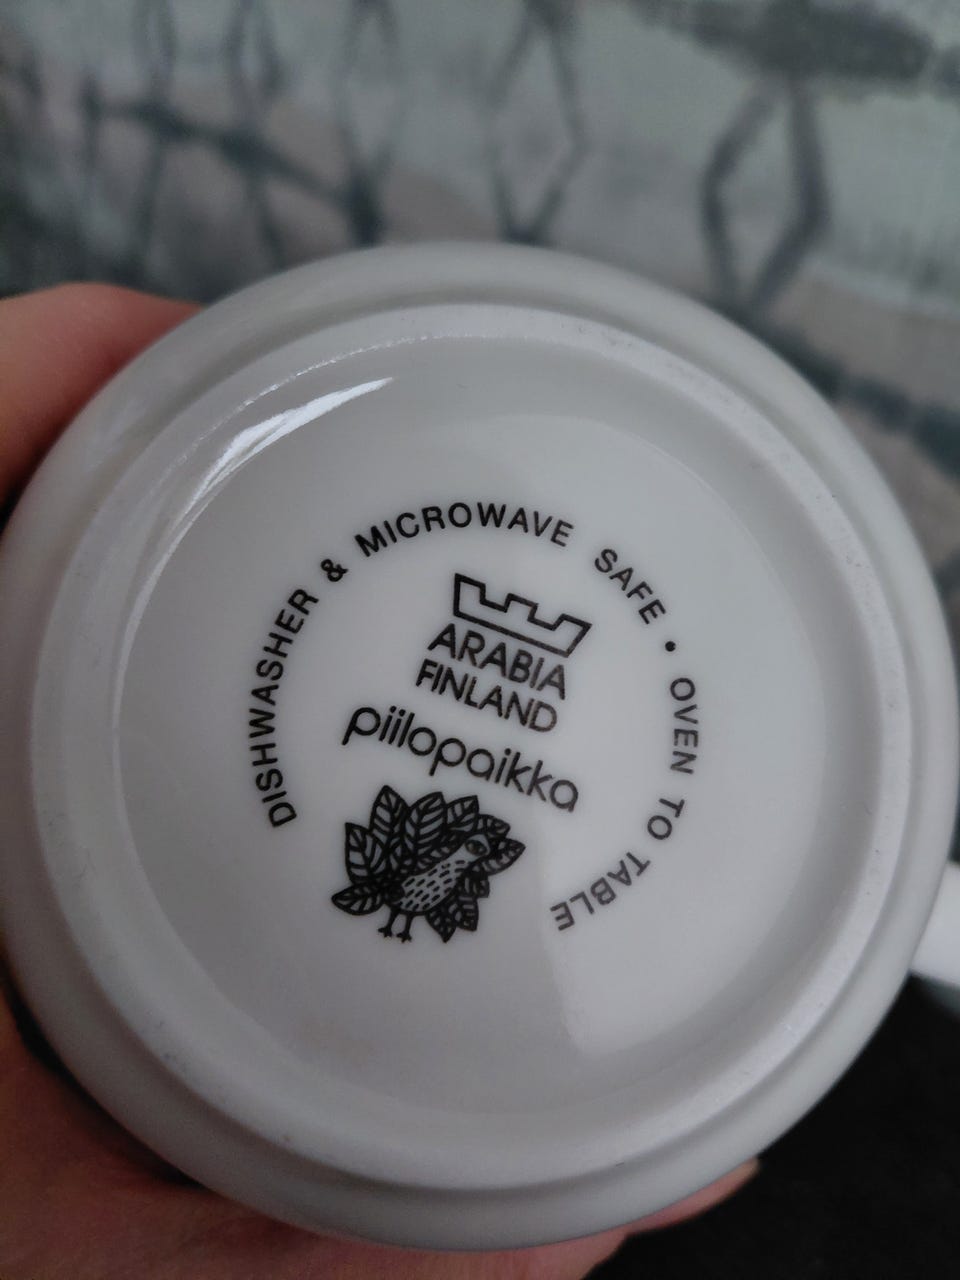 DISHWASHER & MICROWAVE SAFE • OVEN TO TABLE
ARABIA
FINLAND
piilopaikka